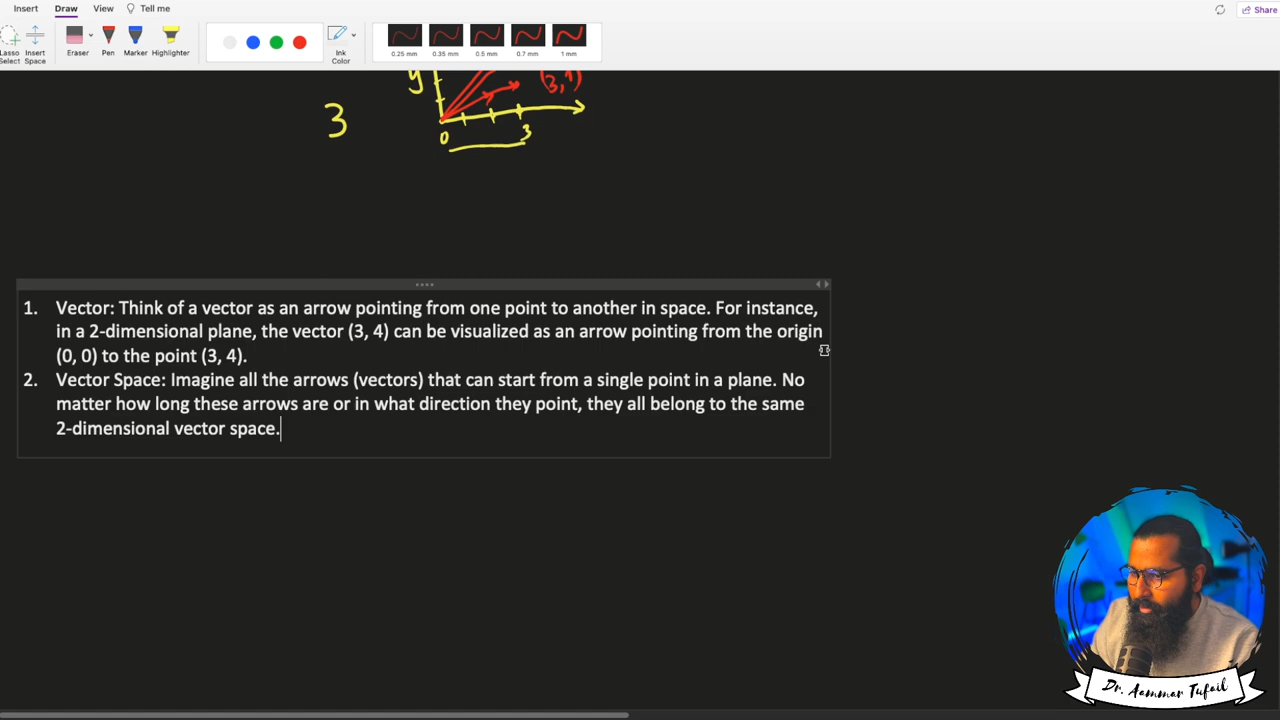 Insert Draw View Tell me
Share
Lasso Select
Insert Space
Eraser
Pen
Marker
Highlighter
Ink Color
0.25 mm
0.35 mm
0.5 mm
0.7 mm
1 mm
y
(3,4)
3
0
3
1. Vector: Think of a vector as an arrow pointing from one point to another in space. For instance,
in a 2-dimensional plane, the vector (3, 4) can be visualized as an arrow pointing from the origin
(0, 0) to the point (3, 4).
2. Vector Space: Imagine all the arrows (vectors) that can start from a single point in a plane. No
matter how long these arrows are or in what direction they point, they all belong to the same
2-dimensional vector space.
Dr. Aammar Tufail